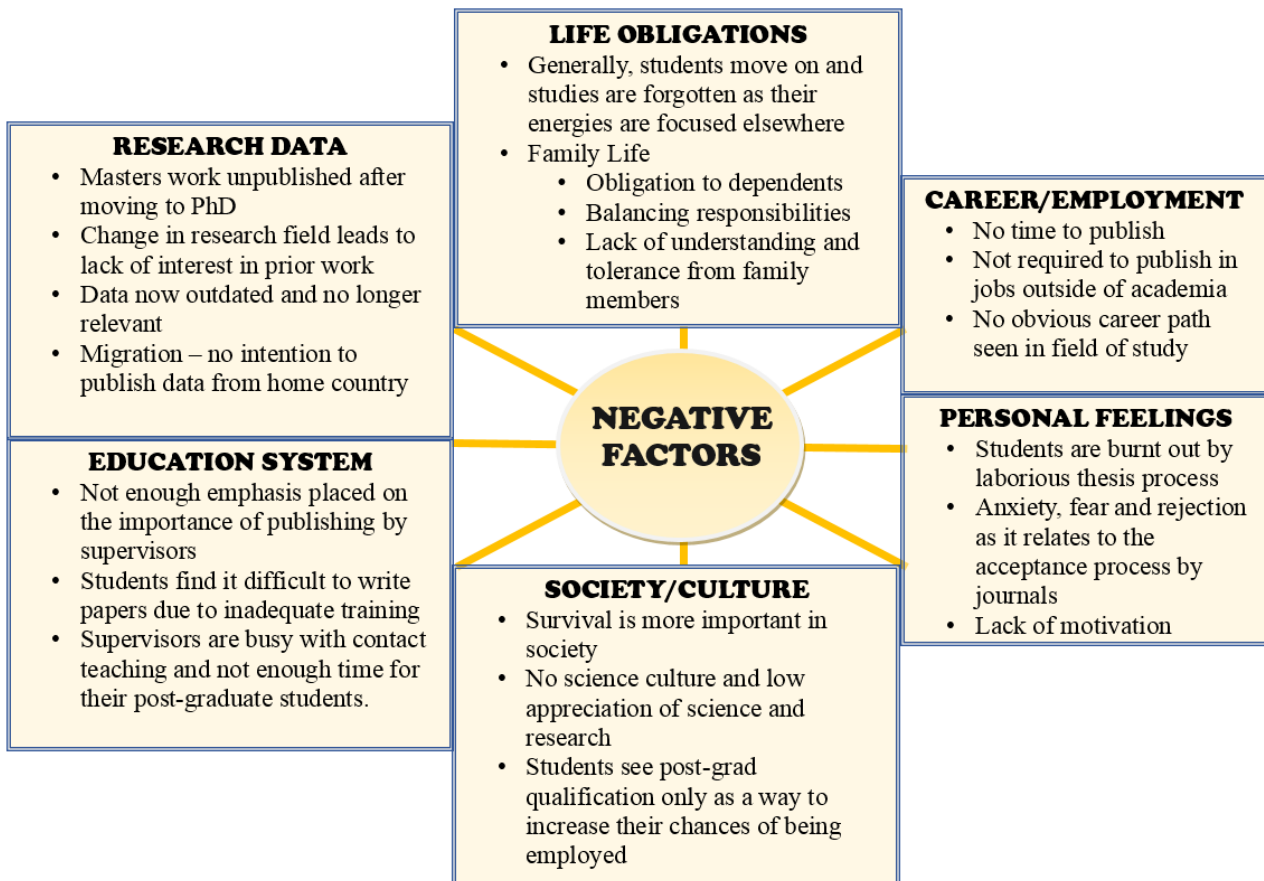 LIFE OBLIGATIONS
• Generally, students move on and
studies are forgotten as their
energies are focused elsewhere
• Family Life
• Obligation to dependents
• Balancing responsibilities
• Lack of understanding and
tolerance from family
members
RESEARCH DATA
• Masters work unpublished after
moving to PhD
• Change in research field leads to
lack of interest in prior work
• Data now outdated and no longer
relevant
• Migration – no intention to
publish data from home country
CAREER/EMPLOYMENT
• No time to publish
• Not required to publish in
jobs outside of academia
• No obvious career path
seen in field of study
NEGATIVE
FACTORS
EDUCATION SYSTEM
• Not enough emphasis placed on
the importance of publishing by
supervisors
• Students find it difficult to write
papers due to inadequate training
• Supervisors are busy with contact
teaching and not enough time for
their post-graduate students.
PERSONAL FEELINGS
• Students are burnt out by
laborious thesis process
• Anxiety, fear and rejection
as it relates to the
acceptance process by
journals
• Lack of motivation
SOCIETY/CULTURE
• Survival is more important in
society
• No science culture and low
appreciation of science and
research
• Students see post-grad
qualification only as a way to
increase their chances of being
employed